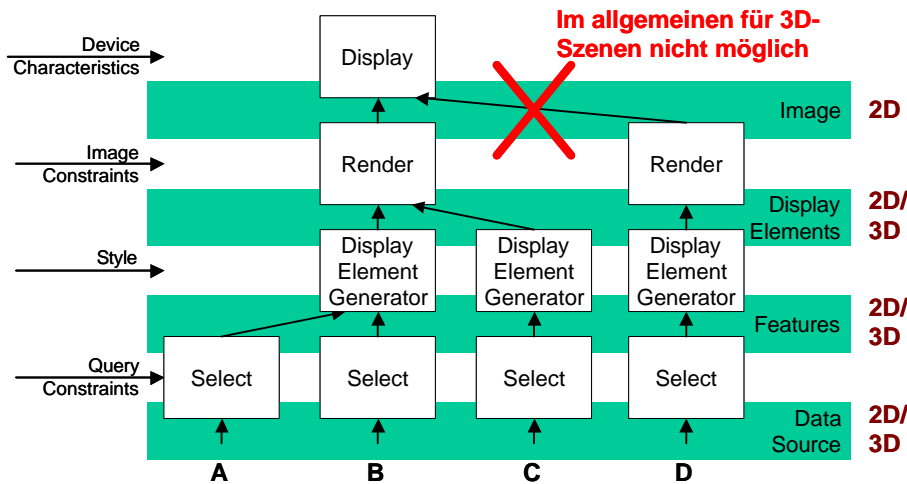 Im allgemeinen für 3D-
Szenen nicht möglich
Device
Characteristics
Display
Image
2D
Image
Constraints
Render
Render
Display
Elements
2D/
3D
Style
Display
Element
Generator
Display
Element
Generator
Display
Element
Generator
Features
2D/
3D
Query
Constraints
Select
Select
Select
Select
Data
Source
2D/
3D
A
B
C
D